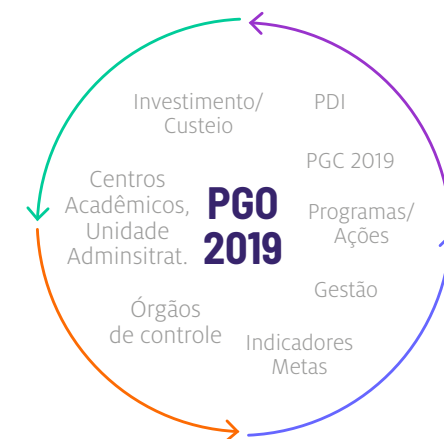 Investimento/
Custeio
PDI
PGC 2019
Centros
Acadêmicos,
Unidade
Adminsitrat.
PGO
2019
Programas/
Ações
Gestão
Órgãos
de controle
Indicadores
Metas